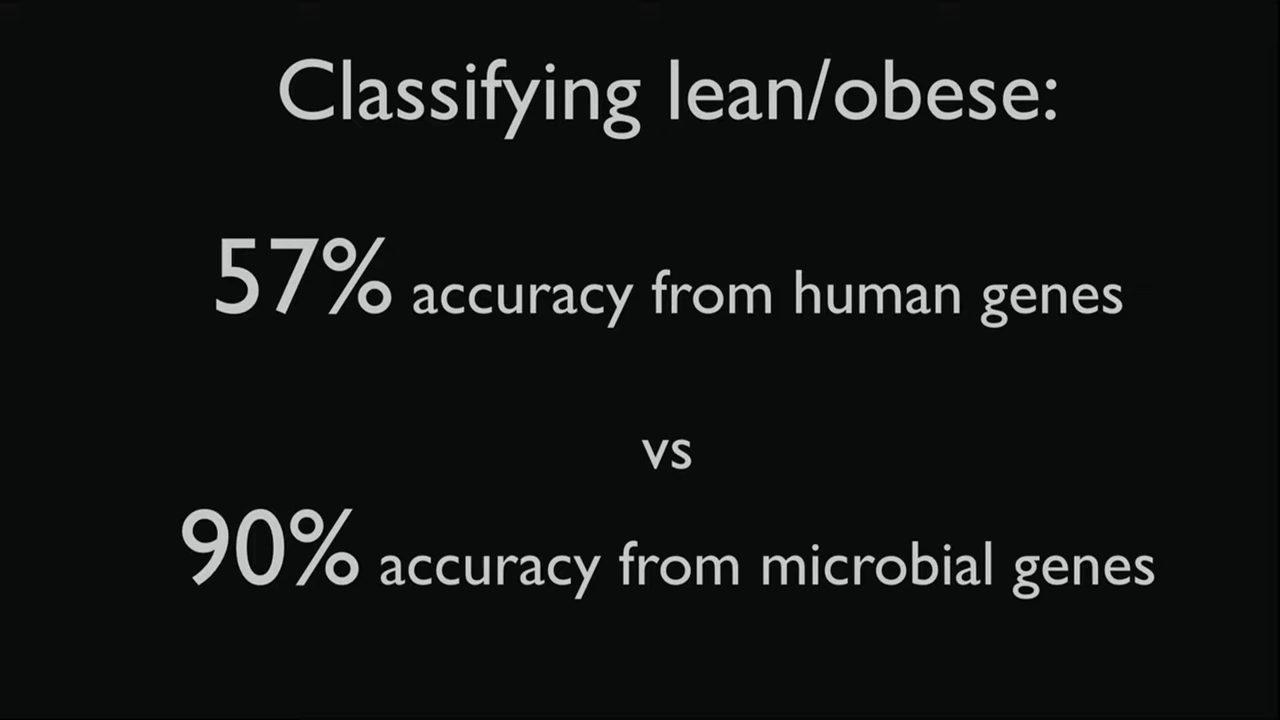 Classifying lean/obese:
57% accuracy from human genes
vs
90% accuracy from microbial genes